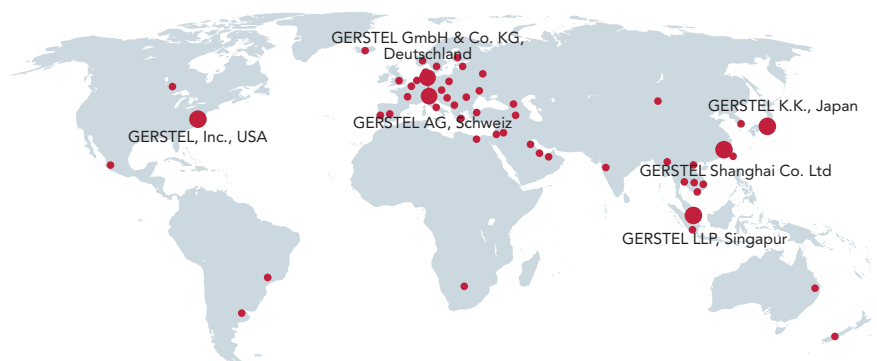 GERSTEL GmbH & Co. KG,
Deutschland
GERSTEL K.K., Japan
GERSTEL AG, Schweiz
GERSTEL, Inc., USA
GERSTEL Shanghai Co. Ltd
GERSTEL LLP, Singapur